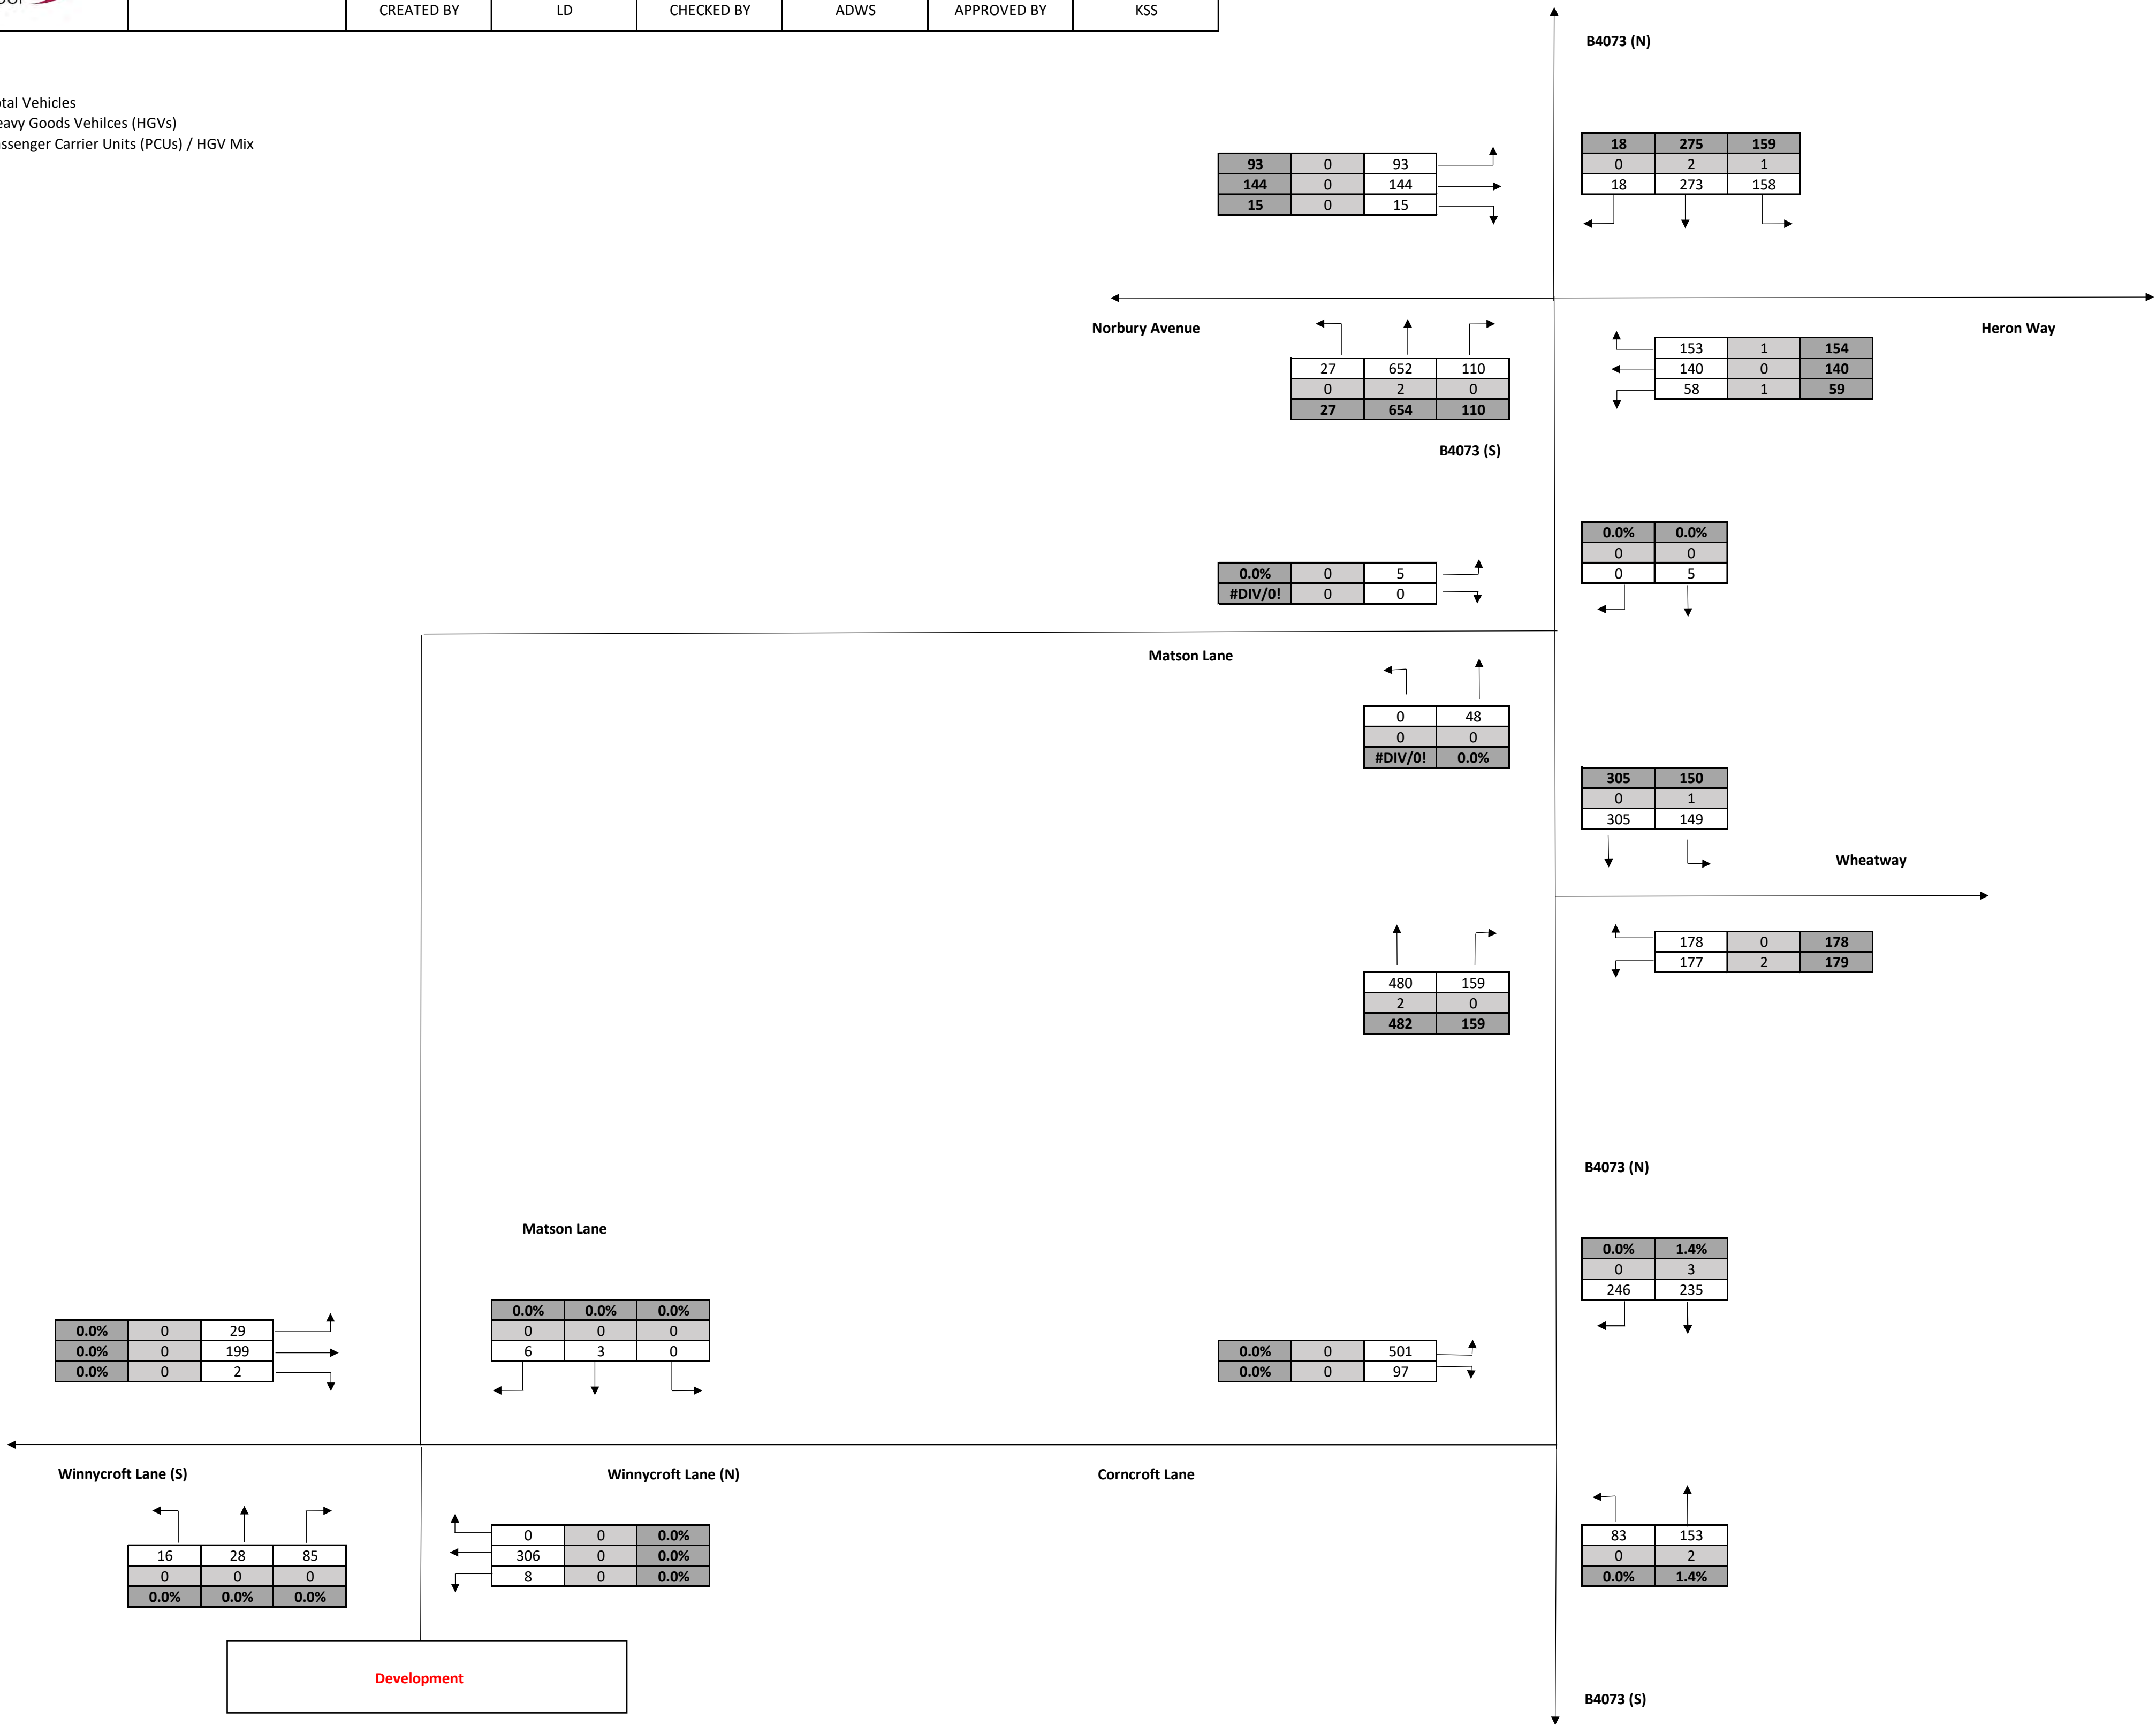 CREATED BY LD CHECKED BY ADWS APPROVED BY KSS
B4073 (N)
otal Vehicles
eavy Goods Vehilces (HGVs)
assenger Carrier Units (PCUs) / HGV Mix
93 0 93
144 0 144
15 0 15
18 275 159
0 2 1
18 273 158
Norbury Avenue
Heron Way
27 652 110
0 2 0
27 654 110
153 1 154
140 0 140
58 1 59
B4073 (S)
0.0% 0 5
#DIV/0! 0 0
0.0% 0.0%
0 0
0 5
Matson Lane
0 48
0 0
#DIV/0! 0.0%
305 150
0 1
305 149
Wheatway
480 159
2 0
482 159
178 0 178
177 2 179
B4073 (N)
Matson Lane
0.0% 0 29
0.0% 0 199
0.0% 0 2
0.0% 0.0% 0.0%
0 0 0
6 3 0
0.0% 0 501
0.0% 0 97
0.0% 1.4%
0 3
246 235
Winnycroft Lane (S)
Winnycroft Lane (N)
Corncroft Lane
16 28 85
0 0 0
0.0% 0.0% 0.0%
0 0 0.0%
306 0 0.0%
8 0 0.0%
83 153
0 2
0.0% 1.4%
Development
B4073 (S)